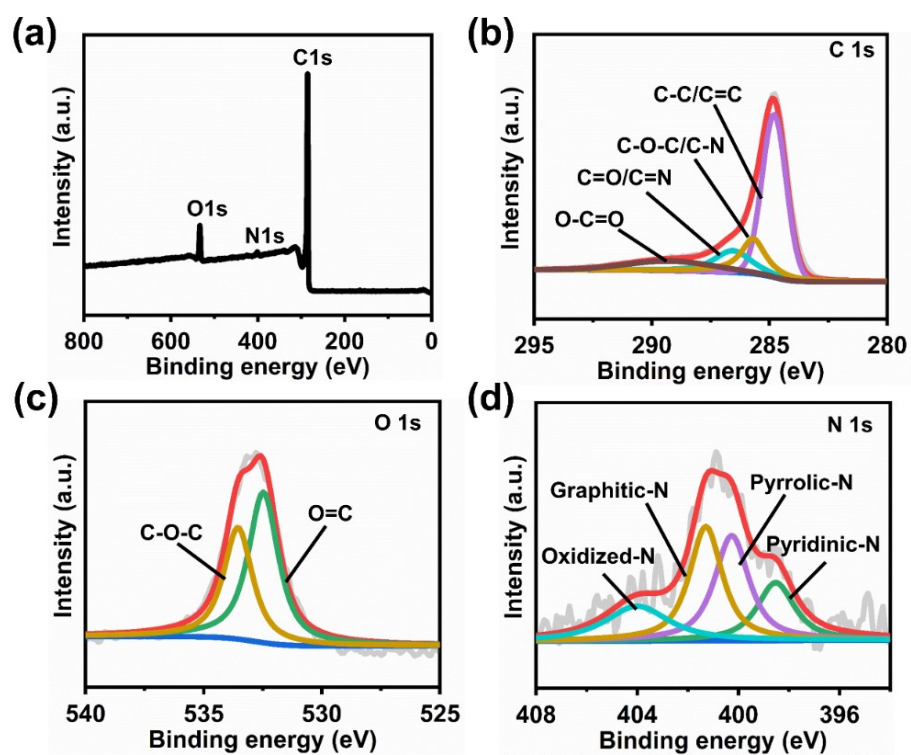 (a)
C1s
O1s
N1s
Intensity (a.u.)
800 600 400 200 0
Binding energy (eV)
(b)
C 1s
C-C/C=C
C-O-C/C-N
C=O/C=N
O-C=O
Intensity (a.u.)
295 290 285 280
Binding energy (eV)
(c)
O 1s
C-O-C
O=C
Intensity (a.u.)
540 535 530 525
Binding energy (eV)
(d)
N 1s
Graphitic-N
Pyrrolic-N
Oxidized-N
Pyridinic-N
Intensity (a.u.)
408 404 400 396
Binding energy (eV)